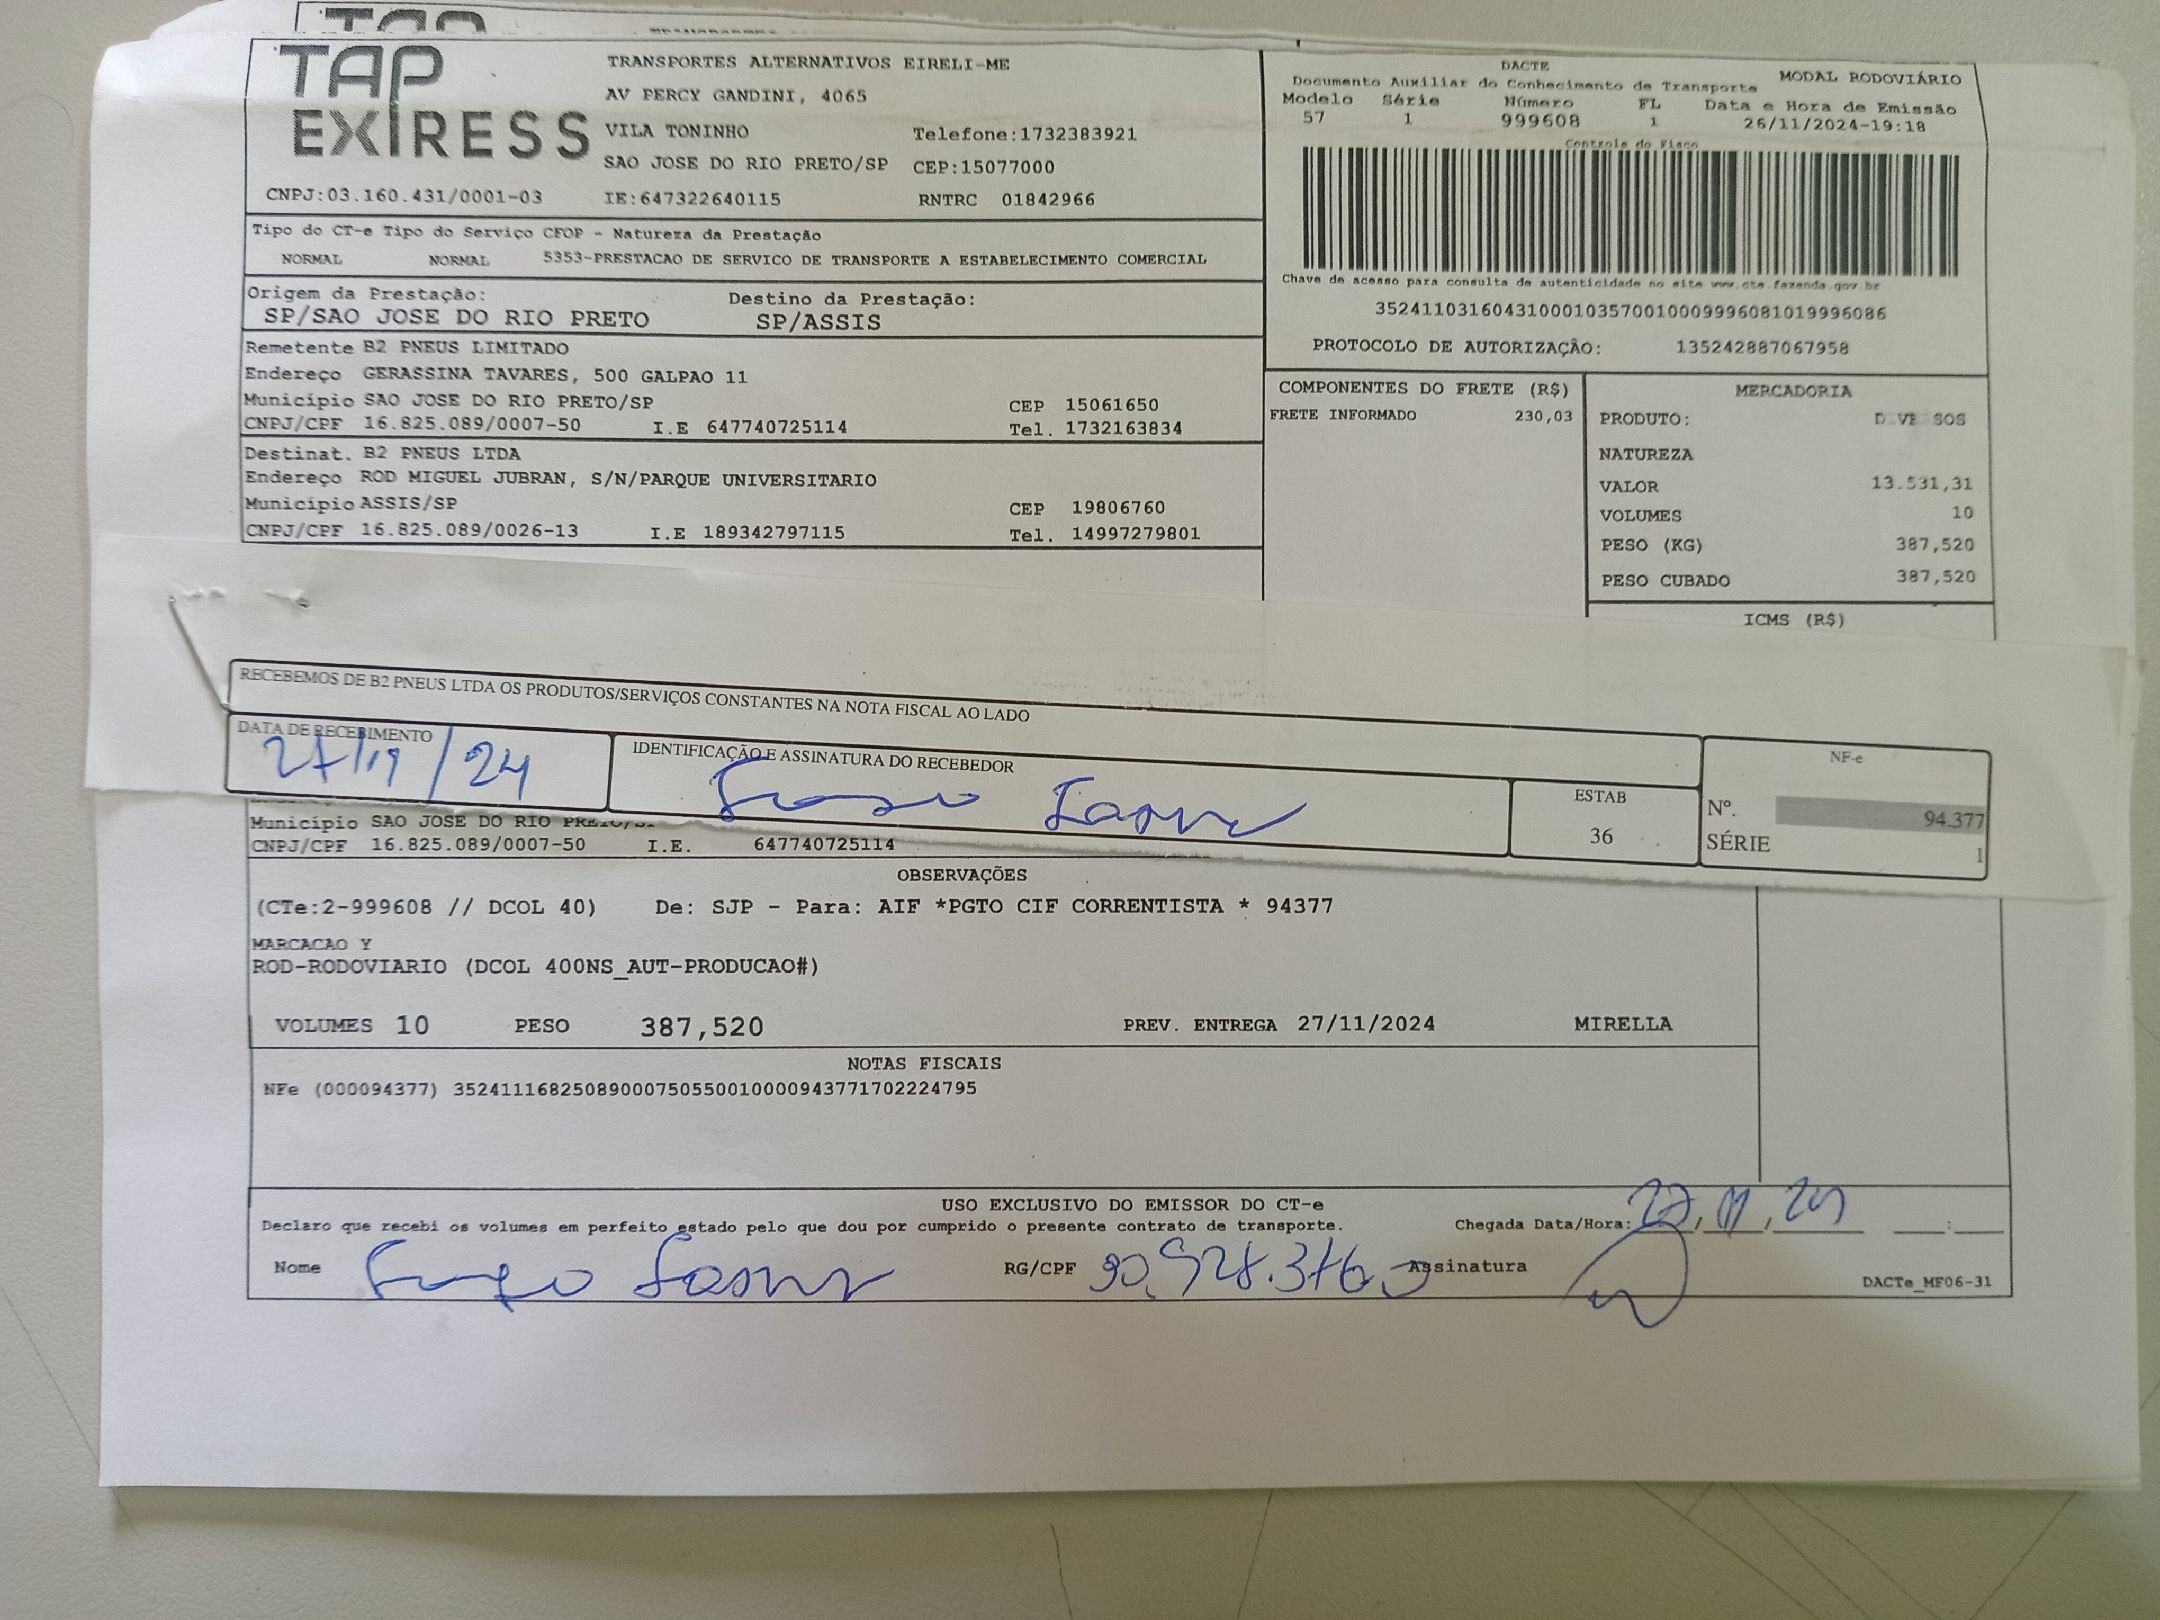 TAP
EXPRESS
TRANSPORTES ALTERNATIVOS EIRELI-ME
AV PERCY GANDINI, 4065
VILA TONINHO Telefone:1732383921
SAO JOSE DO RIO PRETO/SP CEP:15077000
CNPJ:03.160.431/0001-03 IE:647322640115 RNTRC 01842966
DACTE MODAL RODOVIÁRIO
Documento Auxiliar do Conhecimento de Transporte
Modelo Série Número FL Data e Hora de Emissão
57 1 999608 1 26/11/2024-19:18
Controle do Fisco
Chave de acesso para consulta de autenticidade no site www.cte.fazenda.gov.br
35241103160431000103570010009996081019996086
PROTOCOLO DE AUTORIZAÇÃO: 135242887067958
Tipo do CT-e Tipo do Serviço CFOP - Natureza da Prestação
NORMAL NORMAL 5353-PRESTACAO DE SERVICO DE TRANSPORTE A ESTABELECIMENTO COMERCIAL
Origem da Prestação: Destino da Prestação:
SP/SAO JOSE DO RIO PRETO SP/ASSIS
Remetente B2 PNEUS LIMITADO
Endereço GERASSINA TAVARES, 500 GALPAO 11
Município SAO JOSE DO RIO PRETO/SP CEP 15061650
CNPJ/CPF 16.825.089/0007-50 I.E 647740725114 Tel. 1732163834
Destinat. B2 PNEUS LTDA
Endereço ROD MIGUEL JUBRAN, S/N/PARQUE UNIVERSITARIO
Município ASSIS/SP CEP 19806760
CNPJ/CPF 16.825.089/0026-13 I.E 189342797115 Tel. 14997279801
COMPONENTES DO FRETE (R$)
FRETE INFORMADO 230,03
MERCADORIA
PRODUTO: D VE SOS
NATUREZA
VALOR 13.531,31
VOLUMES 10
PESO (KG) 387,520
PESO CUBADO 387,520
ICMS (R$)
RECEBEMOS DE B2 PNEUS LTDA OS PRODUTOS/SERVIÇOS CONSTANTES NA NOTA FISCAL AO LADO
DATA DE RECEBIMENTO IDENTIFICAÇÃO E ASSINATURA DO RECEBEDOR
27/11/24
ESTAB
36
NF-e
Nº. 94.377
SÉRIE 1
Município SAO JOSE DO RIO PRETO/S
CNPJ/CPF 16.825.089/0007-50 I.E. 647740725114
OBSERVAÇÕES
(CTe:2-999608 // DCOL 40) De: SJP - Para: AIF *PGTO CIF CORRENTISTA * 94377
MARCACAO Y
ROD-RODOVIARIO (DCOL 400NS_AUT-PRODUCAO#)
VOLUMES 10 PESO 387,520 PREV. ENTREGA 27/11/2024 MIRELLA
NOTAS FISCAIS
NFe (000094377) 35241116825089000750550010000943771702224795
USO EXCLUSIVO DO EMISSOR DO CT-e
Declaro que recebi os volumes em perfeito estado pelo que dou por cumprido o presente contrato de transporte. Chegada Data/Hora: 27/11/24 :
Nome RG/CPF Assinatura
DACTe_MF06-31